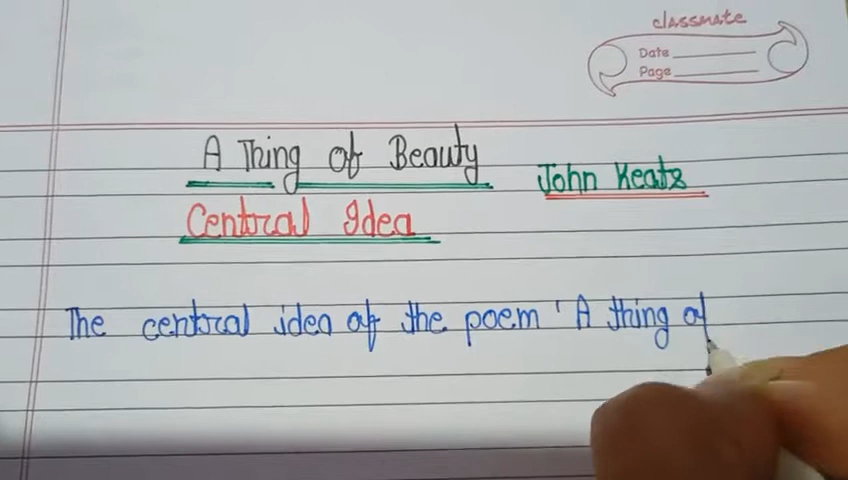 classmate
Date
Page
A Thing of Beauty
John Keats
Central Idea
The central idea of the poem 'A thing of